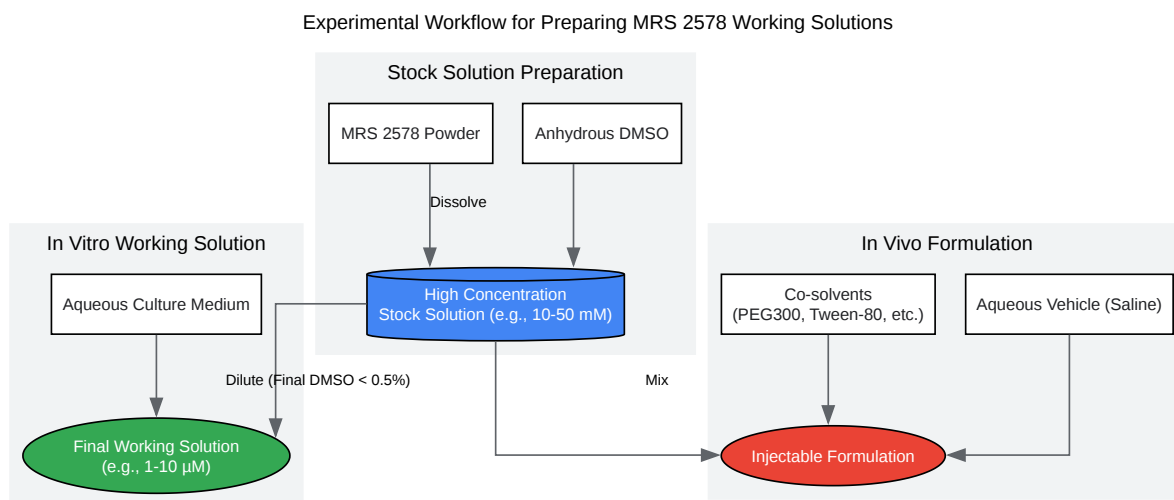 Experimental Workflow for Preparing MRS 2578 Working Solutions
Stock Solution Preparation
MRS 2578 Powder
Anhydrous DMSO
Dissolve
High Concentration
Stock Solution (e.g., 10-50 mM)
In Vitro Working Solution
Aqueous Culture Medium
Dilute (Final DMSO < 0.5%)
Final Working Solution
(e.g., 1-10 µM)
In Vivo Formulation
Co-solvents
(PEG300, Tween-80, etc.)
Aqueous Vehicle (Saline)
Mix
Injectable Formulation